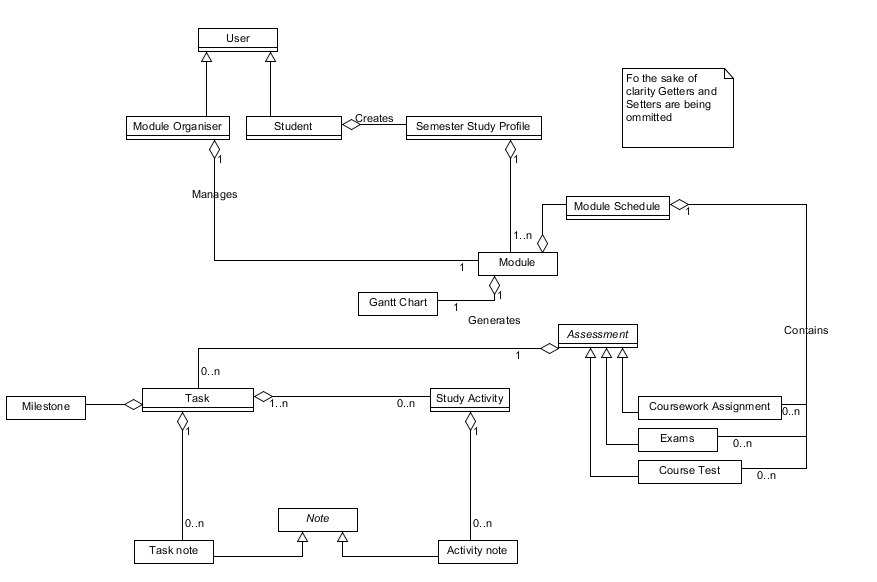 User
Fo the sake of
clarity Getters and
Setters are being
ommitted
Module Organiser
Student
Creates
Semester Study Profile
1
1
Manages
Module Schedule
1
1..n
Module
1
Gantt Chart
1
1
Generates
Assessment
Contains
1
0..n
Milestone
Task
1..n
0..n
Study Activity
Coursework Assignment
0..n
Exams
0..n
Course Test
0..n
1
1
Note
0..n
0..n
Task note
Activity note